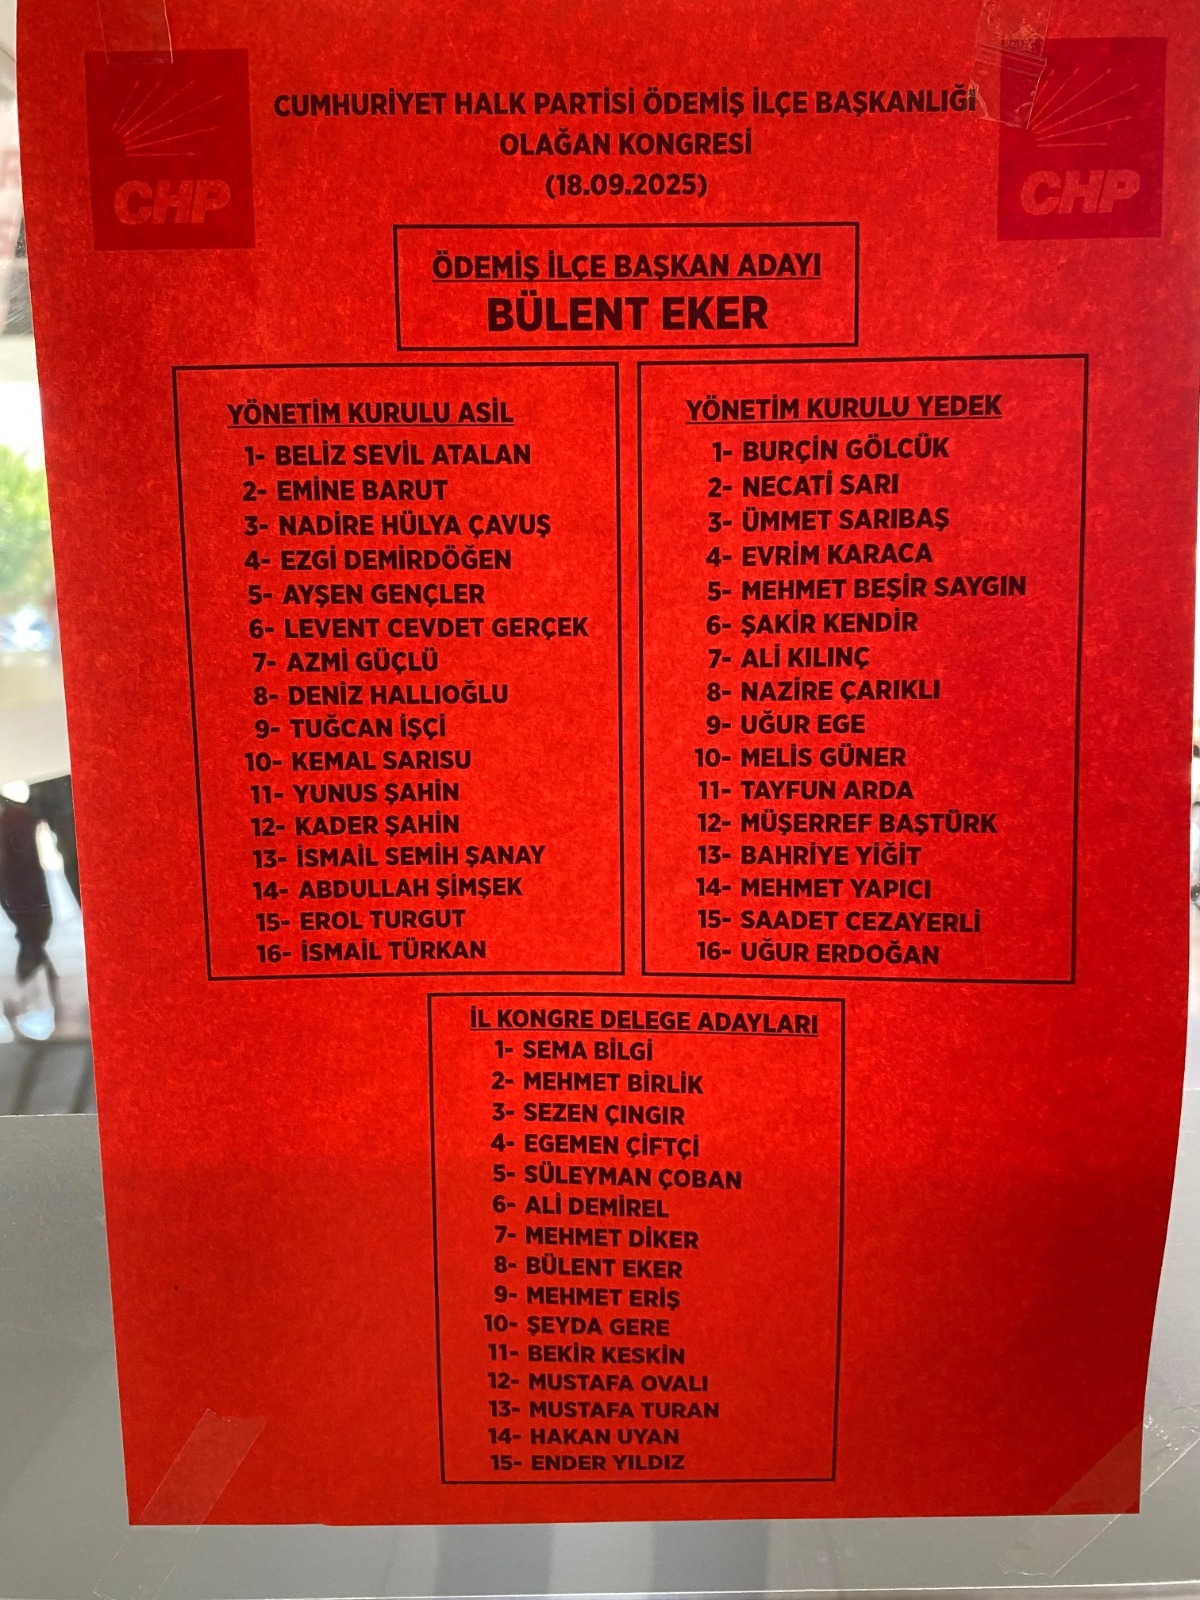 CHP
CHP
CUMHURİYET HALK PARTİSİ ÖDEMİŞ İLÇE BAŞKANLIĞI
OLAĞAN KONGRESİ
(18.09.2025)
ÖDEMİŞ İLÇE BAŞKAN ADAYI
BÜLENT EKER
YÖNETİM KURULU ASİL
1- BELİZ SEVİL ATALAN
2- EMİNE BARUT
3- NADİRE HÜLYA ÇAVUŞ
4- EZGİ DEMİRDÖĞEN
5- AYŞEN GENÇLER
6- LEVENT CEVDET GERÇEK
7- AZMİ GÜÇLÜ
8- DENİZ HALLIOĞLU
9- TUĞCAN İŞÇİ
10- KEMAL SARISU
11- YUNUS ŞAHİN
12- KADER ŞAHİN
13- İSMAİL SEMİH ŞANAY
14- ABDULLAH ŞİMŞEK
15- EROL TURGUT
16- İSMAİL TÜRKAN
YÖNETİM KURULU YEDEK
1- BURÇİN GÖLCÜK
2- NECATİ SARI
3- ÜMMET SARIBAŞ
4- EVRİM KARACA
5- MEHMET BEŞİR SAYGIN
6- ŞAKİR KENDİR
7- ALİ KILINÇ
8- NAZİRE ÇARIKLI
9- UĞUR EGE
10- MELİS GÜNER
11- TAYFUN ARDA
12- MÜŞERREF BAŞTÜRK
13- BAHRİYE YİĞİT
14- MEHMET YAPICI
15- SAADET CEZAYERLİ
16- UĞUR ERDOĞAN
İL KONGRE DELEGE ADAYLARI
1- SEMA BİLGİ
2- MEHMET BİRLİK
3- SEZEN ÇINGIR
4- EGEMEN ÇİFTÇİ
5- SÜLEYMAN ÇOBAN
6- ALİ DEMİREL
7- MEHMET DİKER
8- BÜLENT EKER
9- MEHMET ERİŞ
10- ŞEYDA GERE
11- BEKİR KESKİN
12- MUSTAFA OVALI
13- MUSTAFA TURAN
14- HAKAN UYAN
15- ENDER YILDIZ